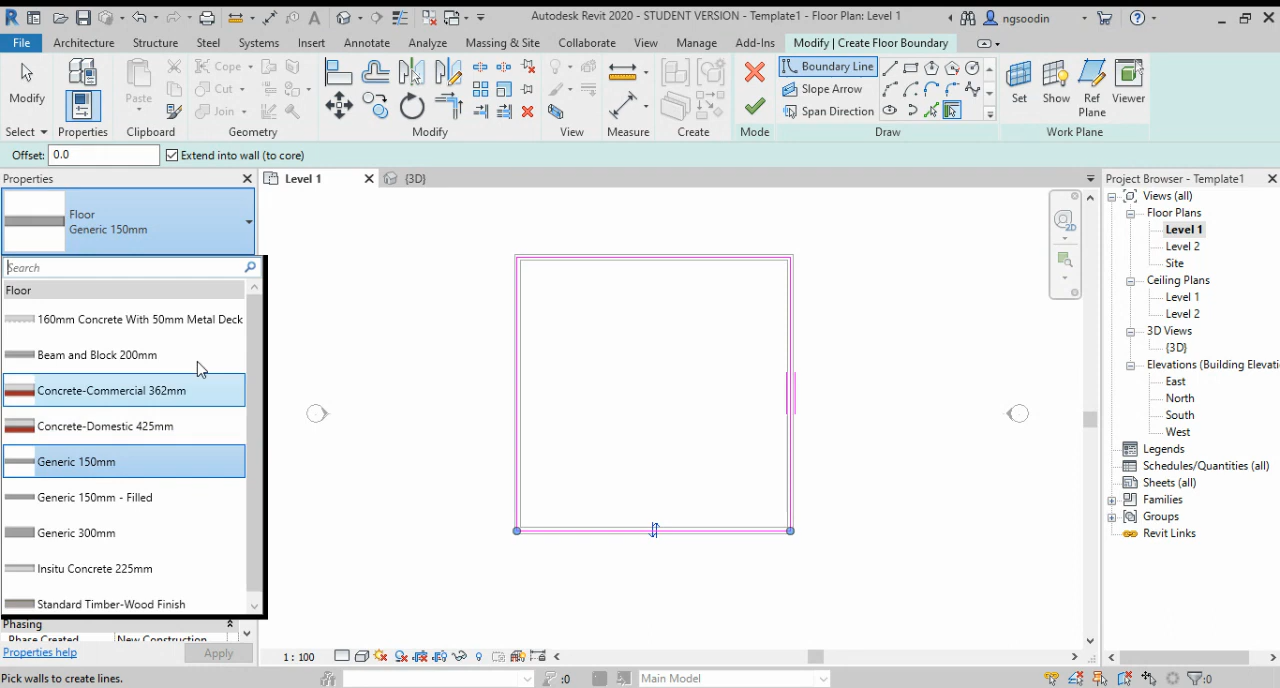 Autodesk Revit 2020 - STUDENT VERSION - Template1 - Floor Plan: Level 1
ngsoodin
File
Architecture
Structure
Steel
Systems
Insert
Annotate
Analyze
Massing & Site
Collaborate
View
Manage
Add-Ins
Modify | Create Floor Boundary
Modify
Paste
Cope
Cut
Join
Boundary Line
Slope Arrow
Span Direction
Set
Show
Ref
Plane
Viewer
Select
Properties
Clipboard
Geometry
Modify
View
Measure
Create
Mode
Draw
Work Plane
Offset: 0.0
Extend into wall (to core)
Properties
Level 1
{3D}
Project Browser - Template1
Floor
Generic 150mm
Search
Floor
160mm Concrete With 50mm Metal Deck
Beam and Block 200mm
Concrete-Commercial 362mm
Concrete-Domestic 425mm
Generic 150mm
Generic 150mm - Filled
Generic 300mm
Insitu Concrete 225mm
Standard Timber-Wood Finish
Phasing
Phase Created New Construction
Properties help
Apply
2D
Views (all)
Floor Plans
Level 1
Level 2
Site
Ceiling Plans
Level 1
Level 2
3D Views
{3D}
Elevations (Building Elevati
East
North
South
West
Legends
Schedules/Quantities (all)
Sheets (all)
Families
Groups
Revit Links
1 : 100
Pick walls to create lines.
:0
Main Model
:0